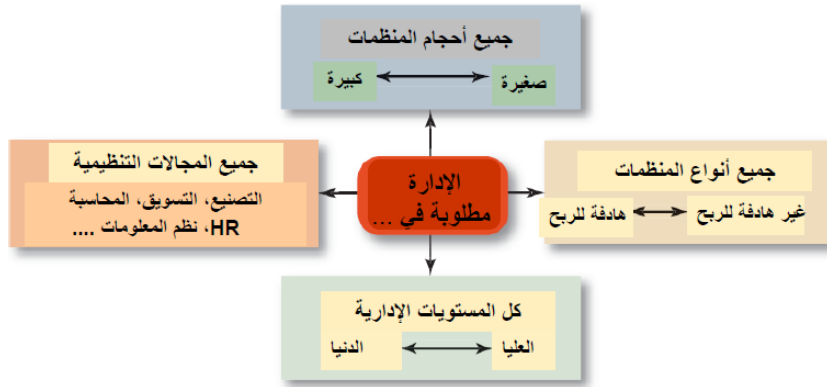 جميع أحجام المنظمات
صغيرة
كبيرة
جميع أنواع المنظمات
غير هادفة للربح
هادفة للربح
الإدارة
مطلوبة في ...
جميع المجالات التنظيمية
التصنيع، التسويق، المحاسبة
HR، نظم المعلومات ....
كل المستويات الإدارية
العليا
الدنيا